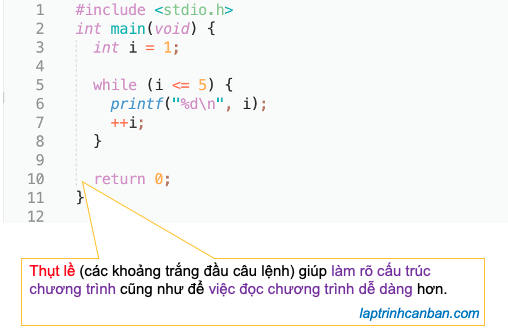 1 #include <stdio.h>
2 int main(void) {
3 int i = 1;
4
5 while (i <= 5) {
6 printf("%d\n", i);
7 ++i;
8 }
9
10 return 0;
11 }
12
Thụt lề (các khoảng trắng đầu câu lệnh) giúp làm rõ cấu trúc
chương trình cũng như để việc đọc chương trình dễ dàng hơn.
laptrinhcanban.com